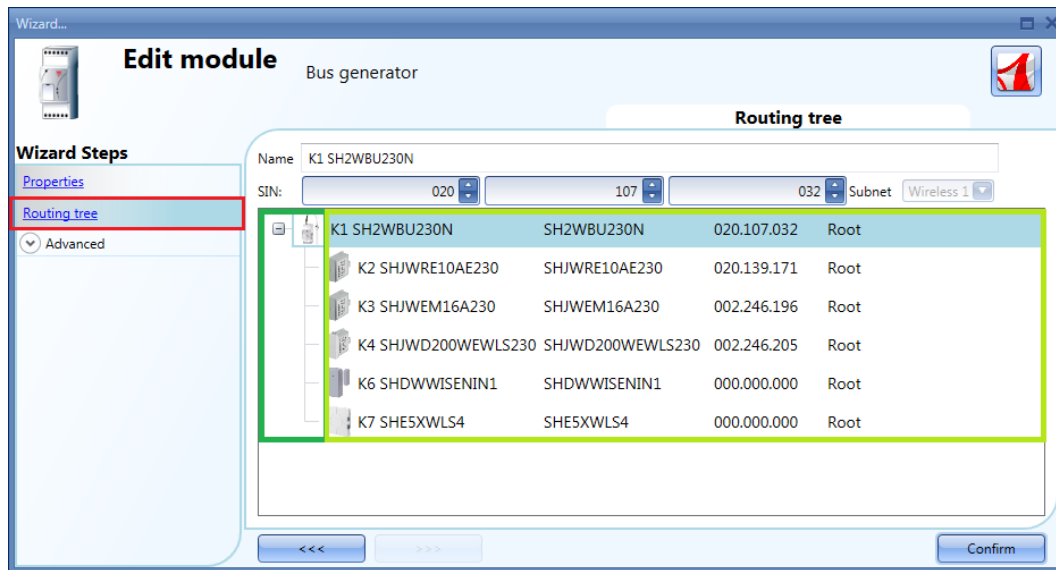 Wizard...
Edit module
Bus generator
Routing tree
Wizard Steps
Properties
Routing tree
Advanced
Name K1 SH2WBU230N
SIN: 020 107 032 Subnet Wireless 1
K1 SH2WBU230N SH2WBU230N 020.107.032 Root
K2 SHJWRE10AE230 SHJWRE10AE230 020.139.171 Root
K3 SHJWEM16A230 SHJWEM16A230 002.246.196 Root
K4 SHJWD200WEWLS230 SHJWD200WEWLS230 002.246.205 Root
K6 SHDWWISENIN1 SHDWWISENIN1 000.000.000 Root
K7 SHE5XWLS4 SHE5XWLS4 000.000.000 Root
<<< >>> Confirm